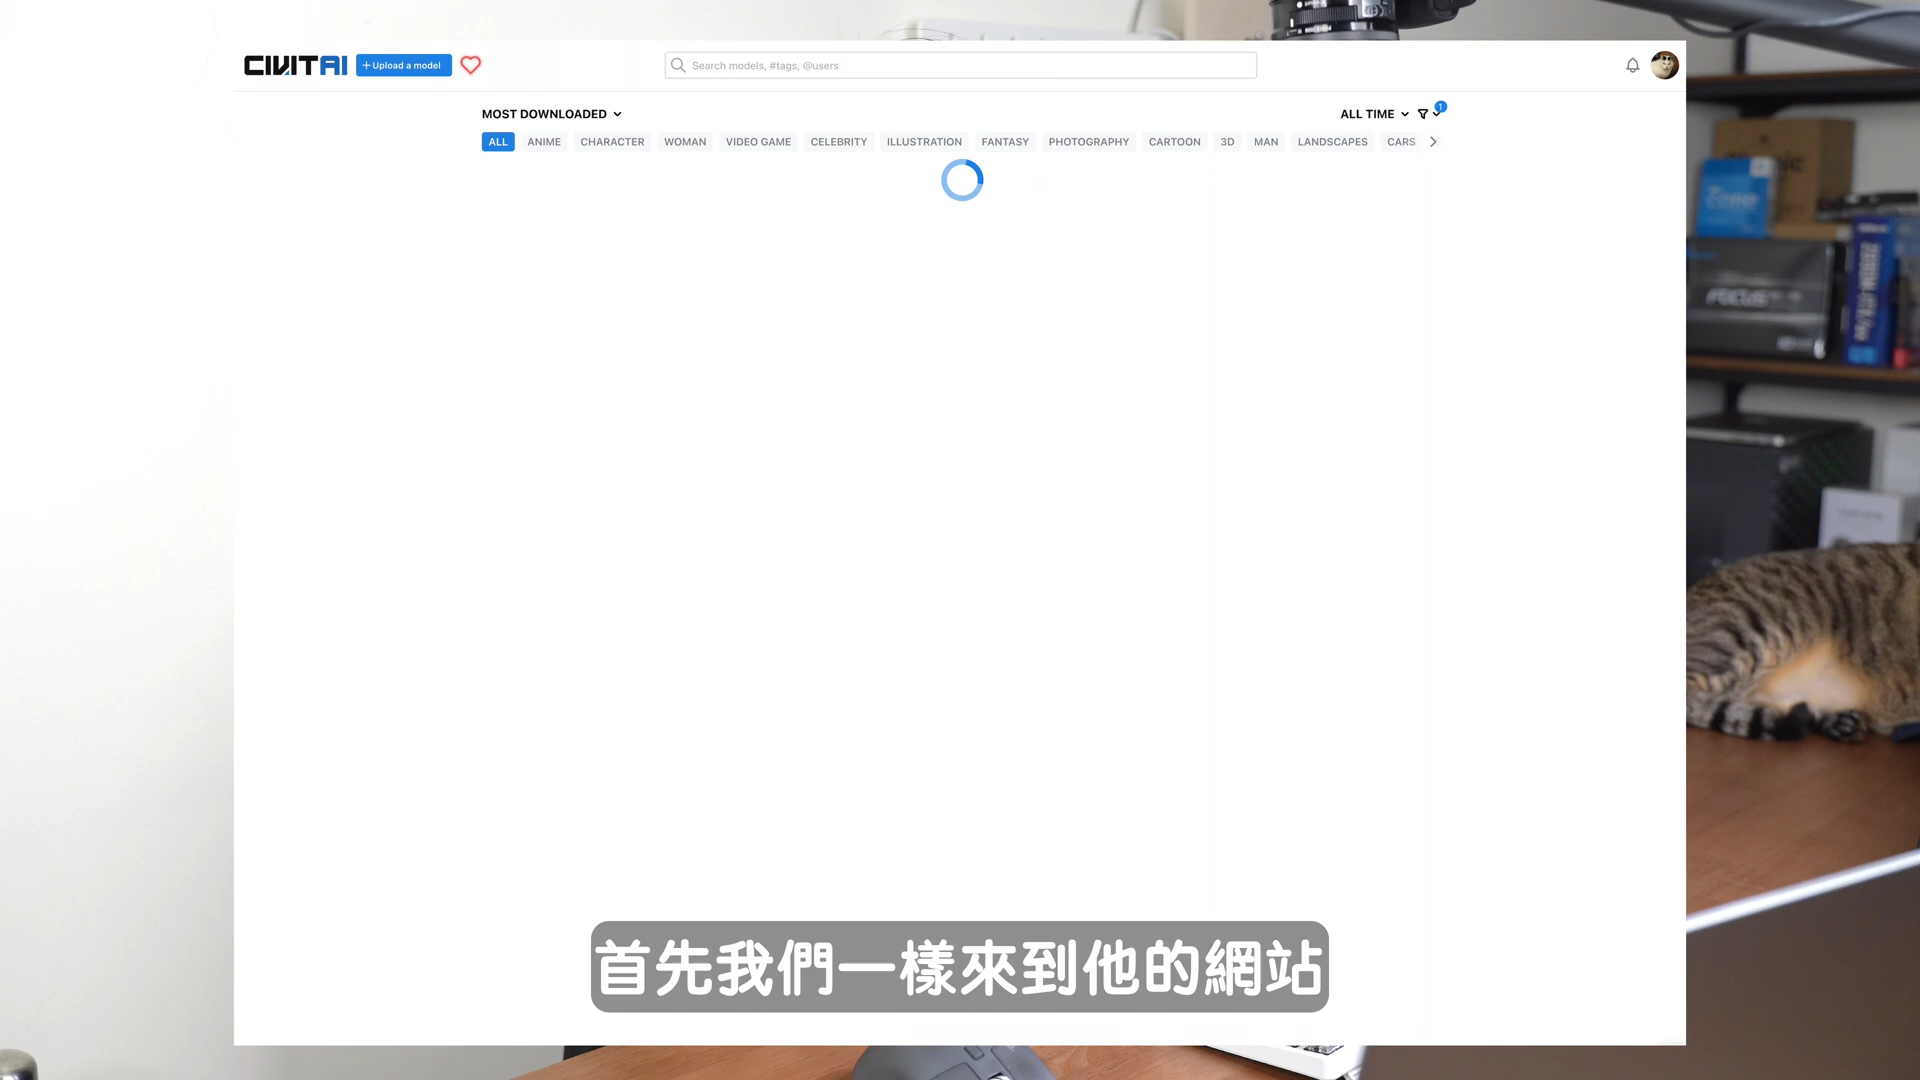 CIVITAI
+ Upload a model
Search models, #tags, @users
MOST DOWNLOADED
ALL TIME
1
ALL
ANIME
CHARACTER
WOMAN
VIDEO GAME
CELEBRITY
ILLUSTRATION
FANTASY
PHOTOGRAPHY
CARTOON
3D
MAN
LANDSCAPES
CARS
CORE
FOCUS
首先我們一樣來到他的網站